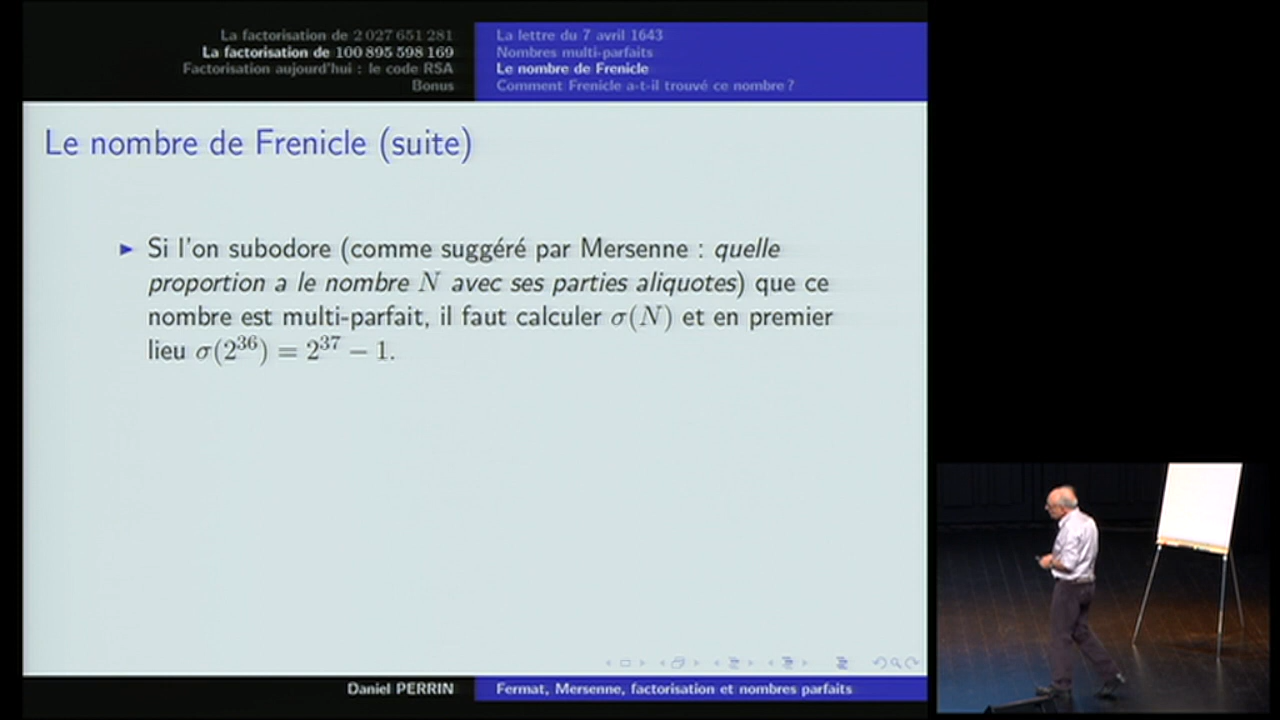 La factorisation de 2 027 651 281
La factorisation de 100 895 598 169
Factorisation aujourd'hui : le code RSA
Bonus
La lettre du 7 avril 1643
Nombres multi-parfaits
Le nombre de Frenicle
Comment Frenicle a-t-il trouvé ce nombre ?
Le nombre de Frenicle (suite)
► Si l'on subodore (comme suggéré par Mersenne : quelle
proportion a le nombre N avec ses parties aliquotes) que ce
nombre est multi-parfait, il faut calculer σ(N) et en premier
lieu σ(2³⁶) = 2³⁷ − 1.
Daniel PERRIN
Fermat, Mersenne, factorisation et nombres parfaits